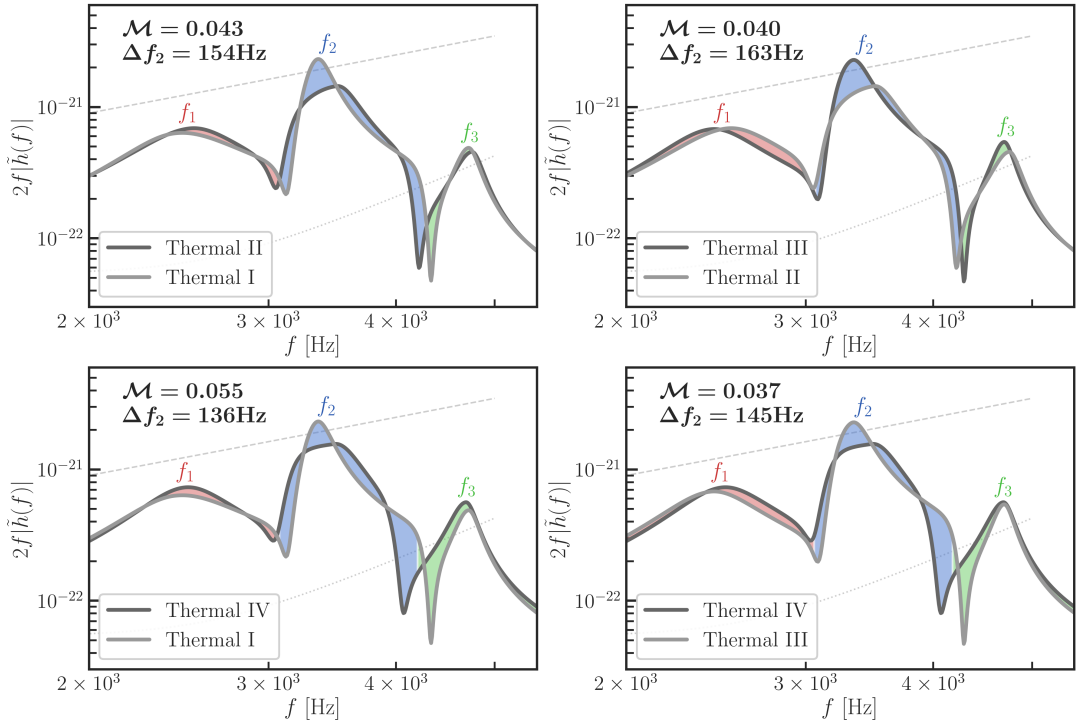 𝓜 = 0.043
Δf₂ = 154Hz
f₁
f₂
f₃
2f|h̃(f)|
10⁻²¹
10⁻²²
Thermal II
Thermal I
2 × 10³
3 × 10³
4 × 10³
f [Hz]
𝓜 = 0.040
Δf₂ = 163Hz
f₁
f₂
f₃
2f|h̃(f)|
10⁻²¹
10⁻²²
Thermal III
Thermal II
2 × 10³
3 × 10³
4 × 10³
f [Hz]
𝓜 = 0.055
Δf₂ = 136Hz
f₁
f₂
f₃
2f|h̃(f)|
10⁻²¹
10⁻²²
Thermal IV
Thermal I
2 × 10³
3 × 10³
4 × 10³
f [Hz]
𝓜 = 0.037
Δf₂ = 145Hz
f₁
f₂
f₃
2f|h̃(f)|
10⁻²¹
10⁻²²
Thermal IV
Thermal III
2 × 10³
3 × 10³
4 × 10³
f [Hz]